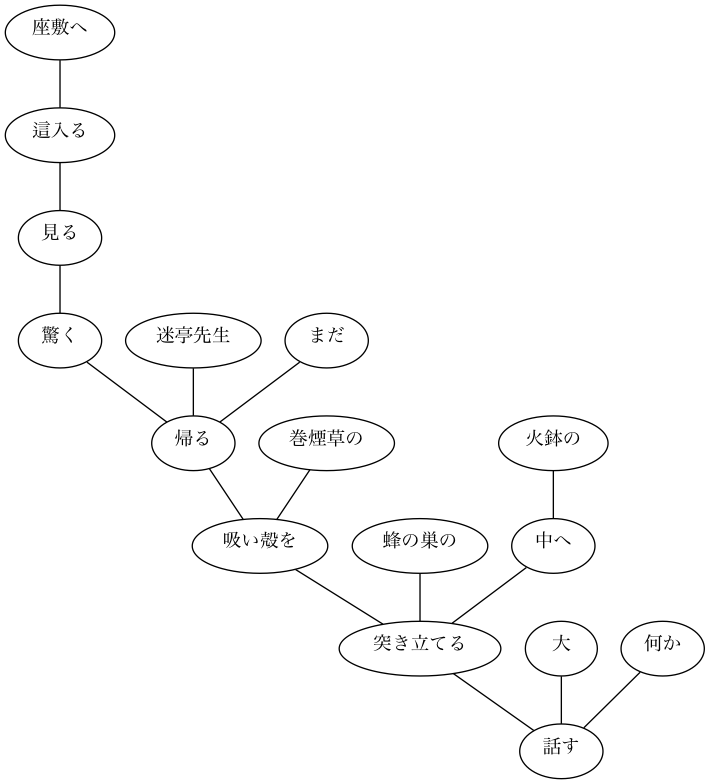 座敷へ
這入る
見る
驚く
迷亭先生
まだ
帰る
巻煙草の
火鉢の
吸い殻を
蜂の巣の
中へ
突き立てる
大
何か
話す